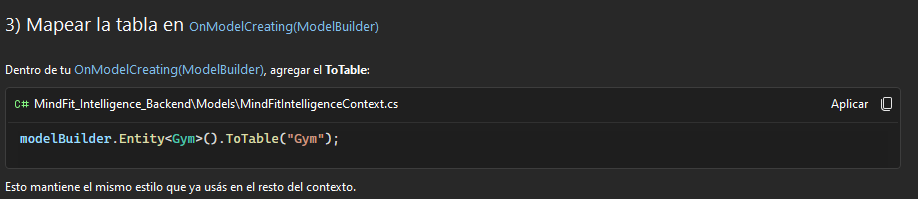 3) Mapear la tabla en OnModelCreating(ModelBuilder)
Dentro de tu OnModelCreating(ModelBuilder), agregar el ToTable:
C# MindFit_Intelligence_Backend\Models\MindFitIntelligenceContext.cs Aplicar
modelBuilder.Entity<Gym>().ToTable("Gym");
Esto mantiene el mismo estilo que ya usás en el resto del contexto.